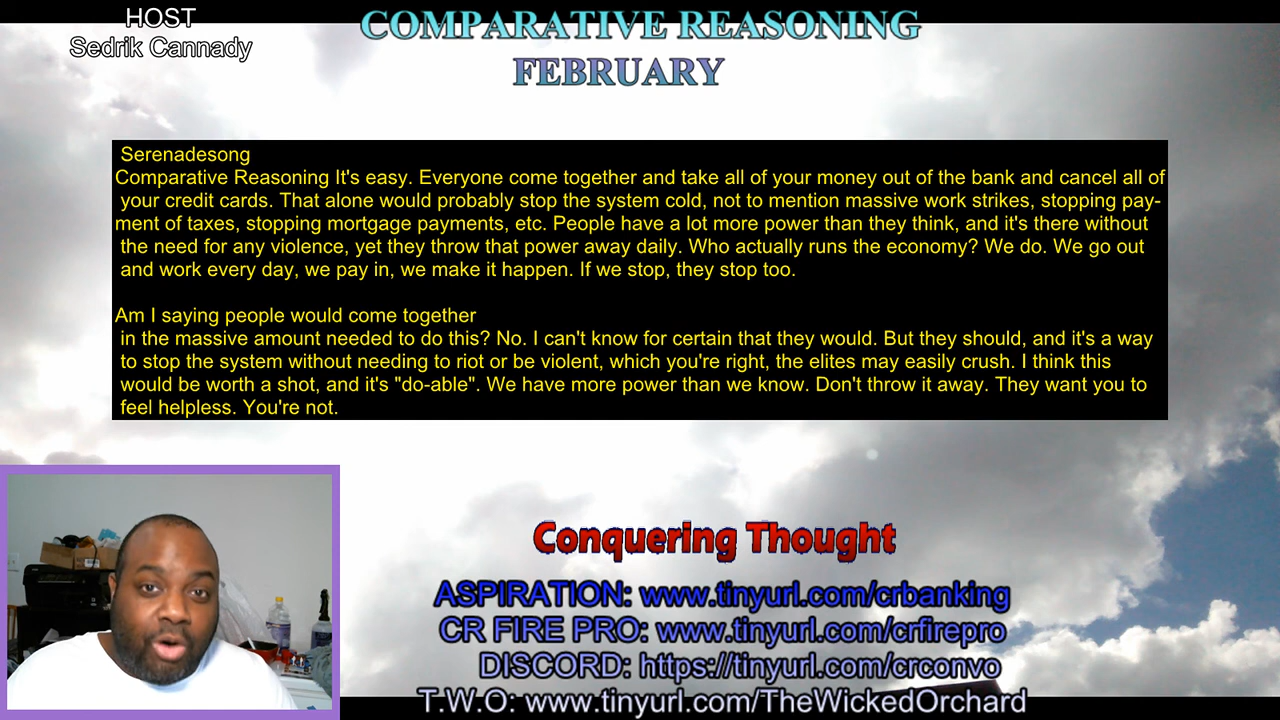 HOST
Sedrik Cannady
COMPARATIVE REASONING
FEBRUARY
Serenadesong
Comparative Reasoning It's easy. Everyone come together and take all of your money out of the bank and cancel all of
your credit cards. That alone would probably stop the system cold, not to mention massive work strikes, stopping pay-
ment of taxes, stopping mortgage payments, etc. People have a lot more power than they think, and it's there without
the need for any violence, yet they throw that power away daily. Who actually runs the economy? We do. We go out
and work every day, we pay in, we make it happen. If we stop, they stop too.
Am I saying people would come together
in the massive amount needed to do this? No. I can't know for certain that they would. But they should, and it's a way
to stop the system without needing to riot or be violent, which you're right, the elites may easily crush. I think this
would be worth a shot, and it's "do-able". We have more power than we know. Don't throw it away. They want you to
feel helpless. You're not.
Conquering Thought
ASPIRATION: www.tinyurl.com/crbanking
CR FIRE PRO: www.tinyurl.com/crfirepro
DISCORD: https://tinyurl.com/crconvo
T.W.O: www.tinyurl.com/TheWickedOrchard